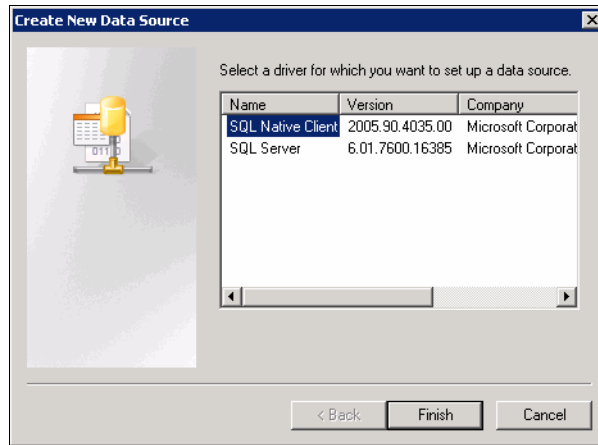 Create New Data Source
Select a driver for which you want to set up a data source.
Name Version Company
SQL Native Client 2005.90.4035.00 Microsoft Corporat
SQL Server 6.01.7600.16385 Microsoft Corporat
011
< Back Finish Cancel